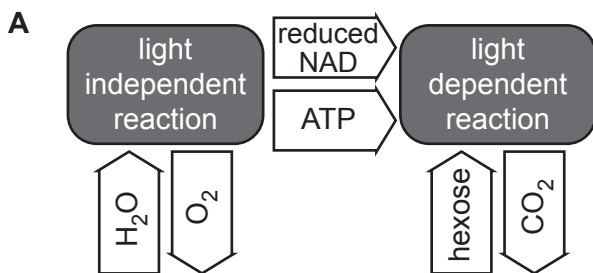 A
light
independent
reaction
reduced
NAD
ATP
light
dependent
reaction
H₂O
O₂
hexose
CO₂